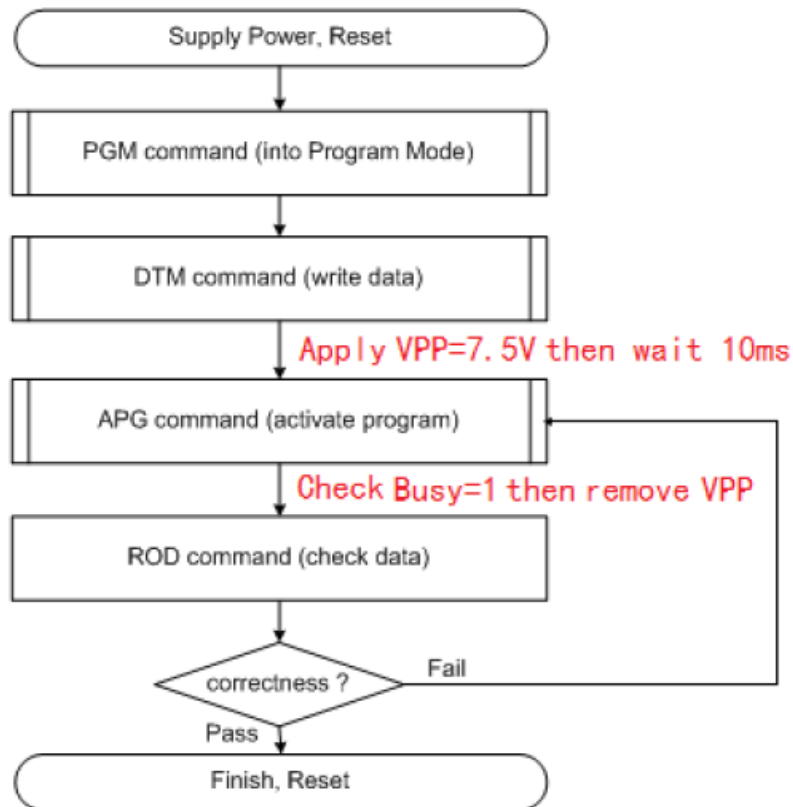 Supply Power, Reset
PGM command (into Program Mode)
DTM command (write data)
Apply VPP=7.5V then wait 10ms
APG command (activate program)
Check Busy=1 then remove VPP
ROD command (check data)
correctness ?
Fail
Pass
Finish, Reset